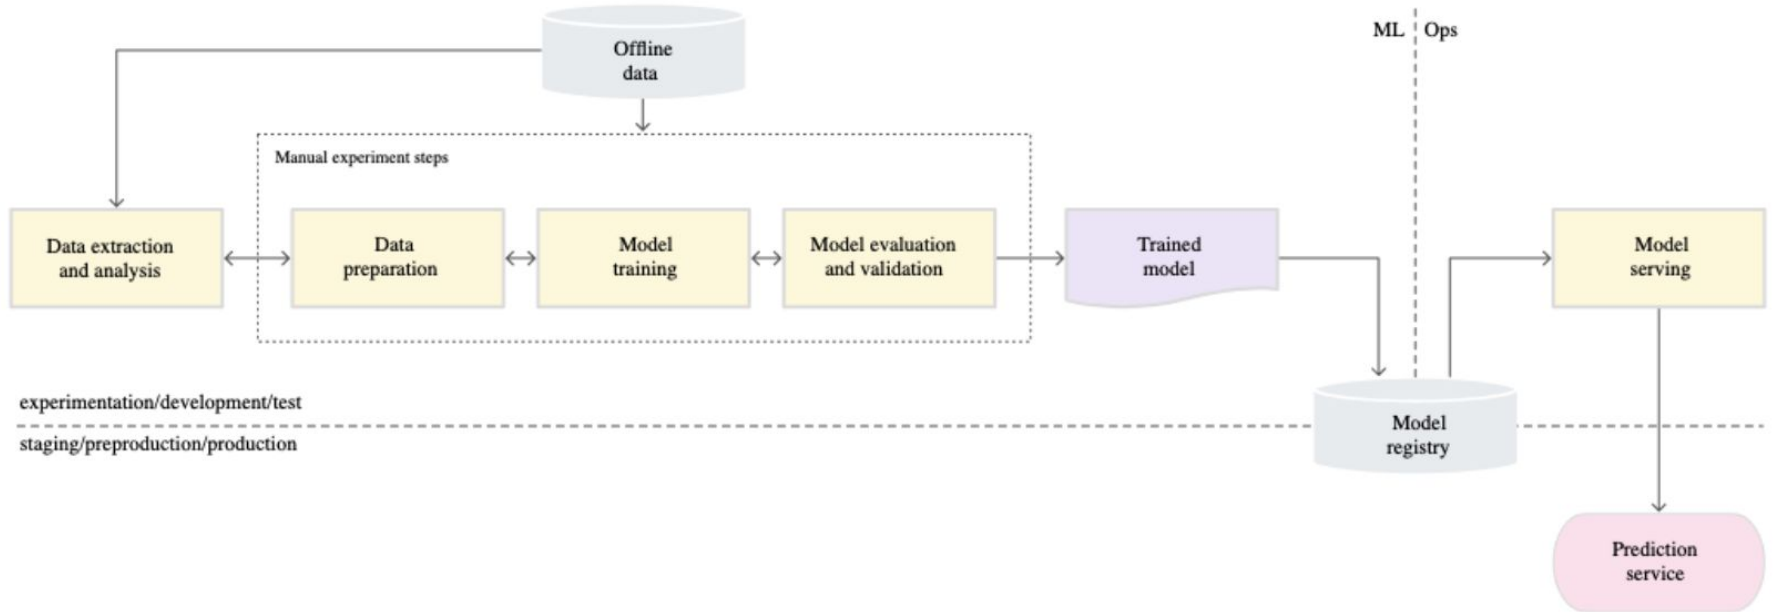 Offline
data
ML
Ops
Manual experiment steps
Data extraction
and analysis
Data
preparation
Model
training
Model evaluation
and validation
Trained
model
Model
serving
experimentation/development/test
staging/preproduction/production
Model
registry
Prediction
service